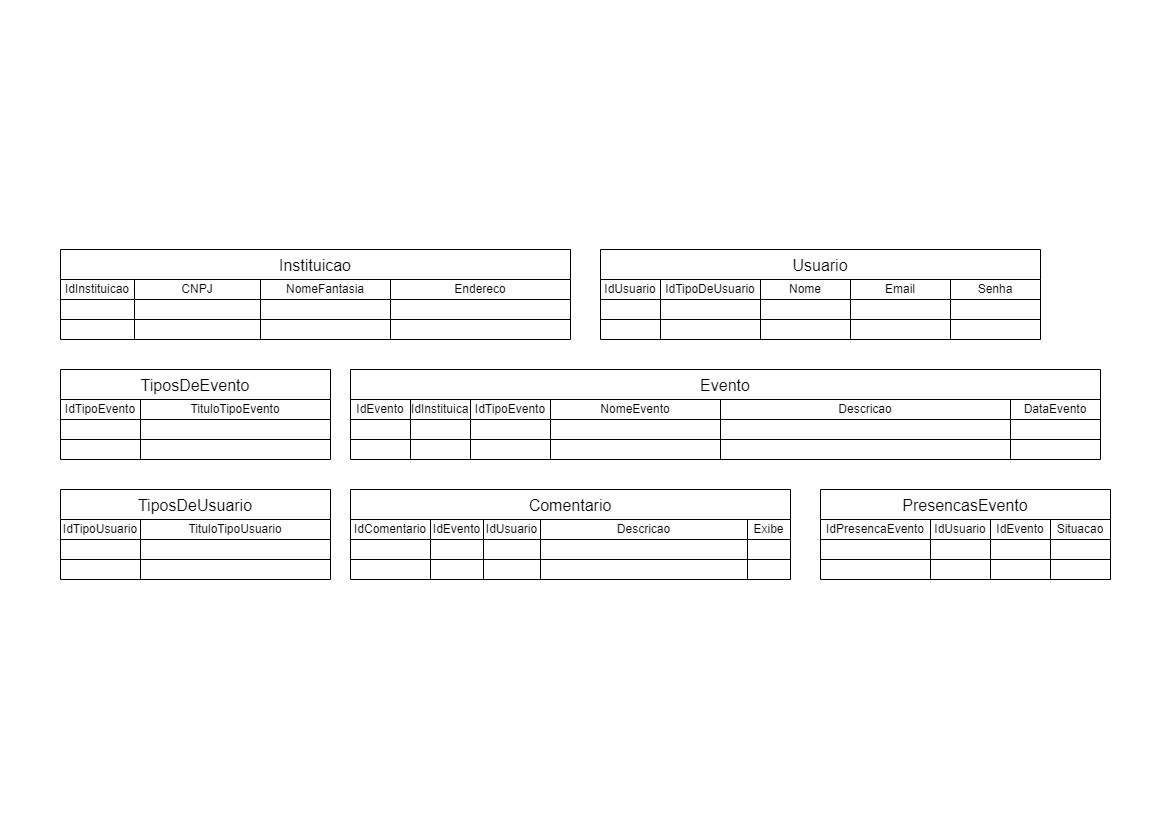 Instituicao
IdInstituicao CNPJ NomeFantasia Endereco
Usuario
IdUsuario IdTipoDeUsuario Nome Email Senha
TiposDeEvento
IdTipoEvento TituloTipoEvento
Evento
IdEvento IdInstituica IdTipoEvento NomeEvento Descricao DataEvento
TiposDeUsuario
IdTipoUsuario TituloTipoUsuario
Comentario
IdComentario IdEvento IdUsuario Descricao Exibe
PresencasEvento
IdPresencaEvento IdUsuario IdEvento Situacao